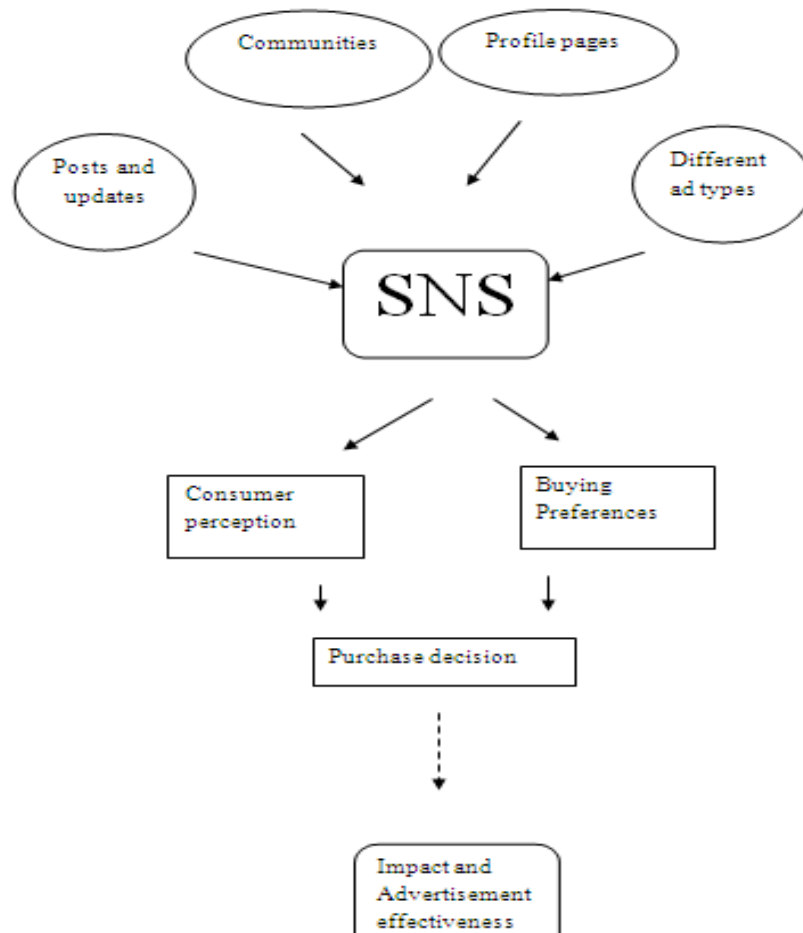 Communities
Profile pages
Posts and
updates
Different
ad types
SNS
Consumer
perception
Buying
Preferences
Purchase decision
Impact and
Advertisement
effectiveness